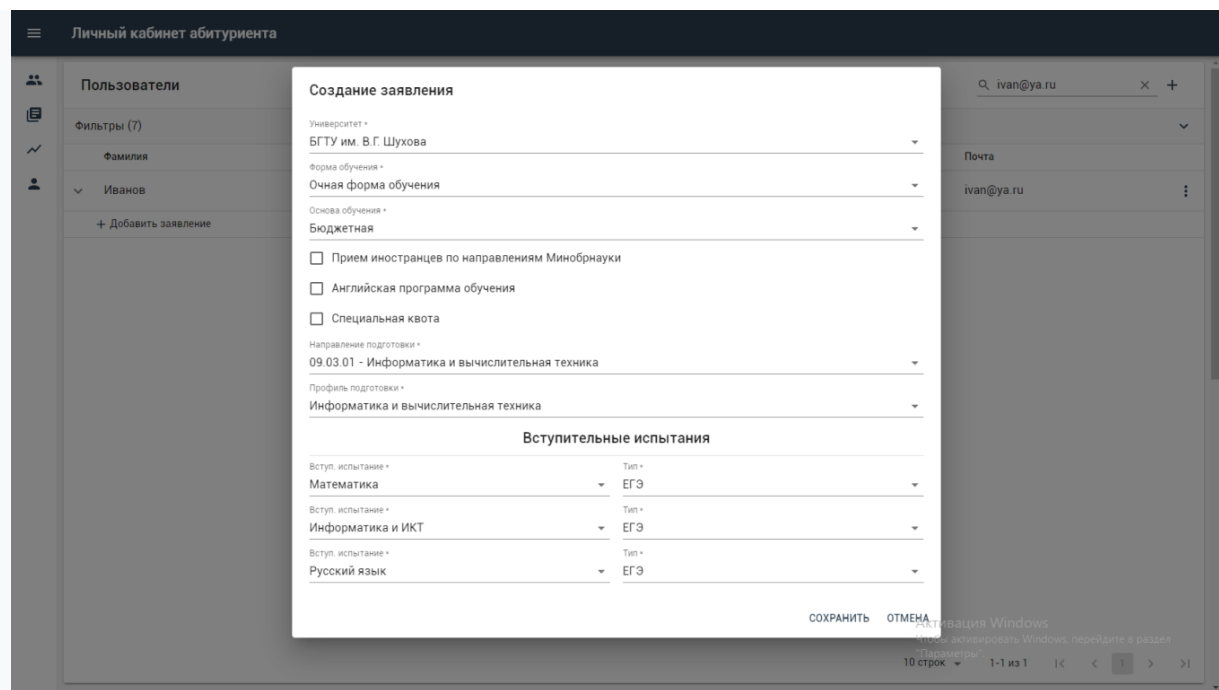 Личный кабинет абитуриента
Пользователи
ivan@ya.ru
Фильтры (7)
Фамилия
Почта
Иванов
ivan@ya.ru
+ Добавить заявление
Создание заявления
Университет *
БГТУ им. В.Г. Шухова
Форма обучения *
Очная форма обучения
Основа обучения *
Бюджетная
Прием иностранцев по направлениям Минобрнауки
Английская программа обучения
Специальная квота
Направление подготовки *
09.03.01 - Информатика и вычислительная техника
Профиль подготовки *
Информатика и вычислительная техника
Вступительные испытания
Вступ. испытание * Тип *
Математика ЕГЭ
Вступ. испытание * Тип *
Информатика и ИКТ ЕГЭ
Вступ. испытание * Тип *
Русский язык ЕГЭ
СОХРАНИТЬ ОТМЕНА
Активация Windows
Чтобы активировать Windows, перейдите в раздел
"Параметры".
10 строк 1-1 из 1 1